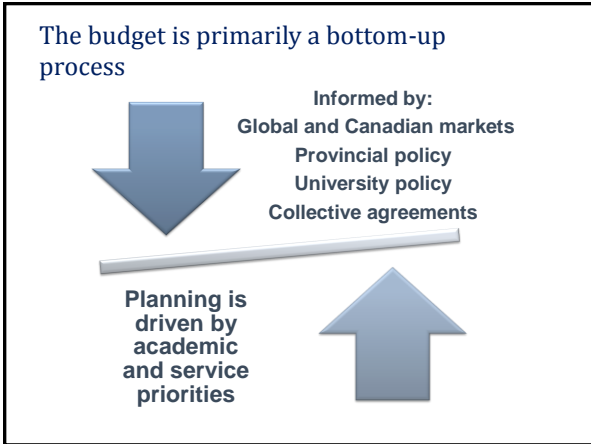 The budget is primarily a bottom-up
process
Informed by:
Global and Canadian markets
Provincial policy
University policy
Collective agreements
Planning is
driven by
academic
and service
priorities